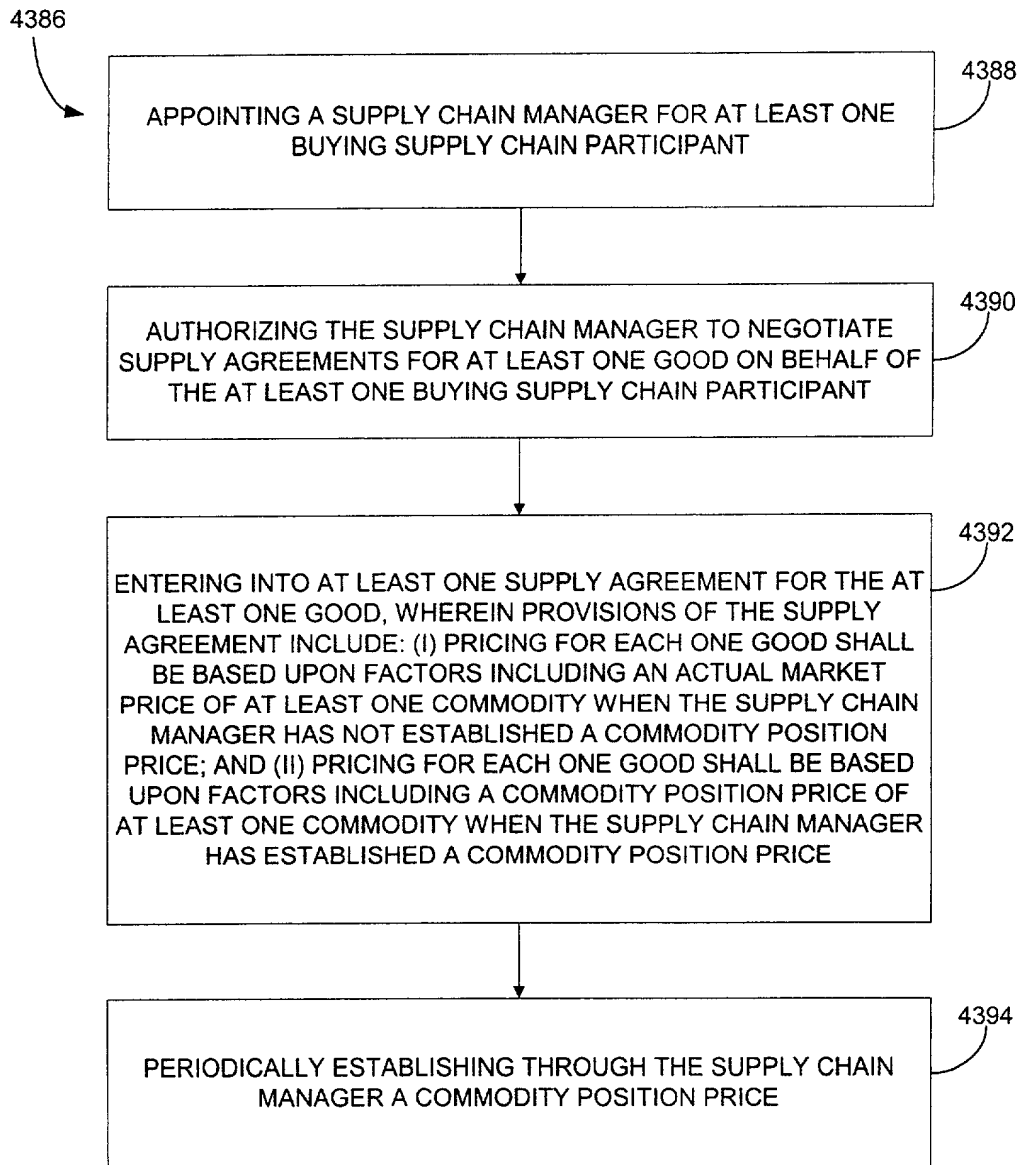 4386
4388
APPOINTING A SUPPLY CHAIN MANAGER FOR AT LEAST ONE
BUYING SUPPLY CHAIN PARTICIPANT
4390
AUTHORIZING THE SUPPLY CHAIN MANAGER TO NEGOTIATE
SUPPLY AGREEMENTS FOR AT LEAST ONE GOOD ON BEHALF OF
THE AT LEAST ONE BUYING SUPPLY CHAIN PARTICIPANT
4392
ENTERING INTO AT LEAST ONE SUPPLY AGREEMENT FOR THE AT
LEAST ONE GOOD, WHEREIN PROVISIONS OF THE SUPPLY
AGREEMENT INCLUDE: (I) PRICING FOR EACH ONE GOOD SHALL
BE BASED UPON FACTORS INCLUDING AN ACTUAL MARKET
PRICE OF AT LEAST ONE COMMODITY WHEN THE SUPPLY CHAIN
MANAGER HAS NOT ESTABLISHED A COMMODITY POSITION
PRICE; AND (II) PRICING FOR EACH ONE GOOD SHALL BE BASED
UPON FACTORS INCLUDING A COMMODITY POSITION PRICE OF
AT LEAST ONE COMMODITY WHEN THE SUPPLY CHAIN MANAGER
HAS ESTABLISHED A COMMODITY POSITION PRICE
4394
PERIODICALLY ESTABLISHING THROUGH THE SUPPLY CHAIN
MANAGER A COMMODITY POSITION PRICE